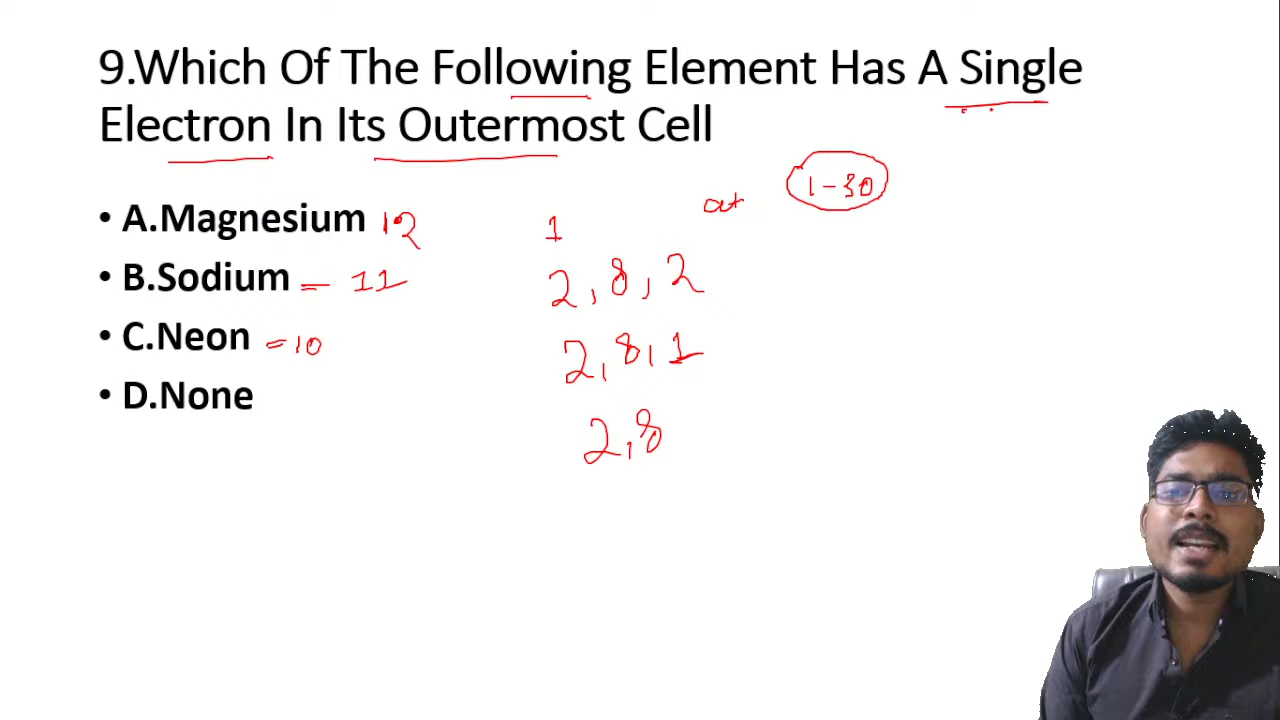 9.Which Of The Following Element Has A Single
Electron In Its Outermost Cell
1-30
• A.Magnesium 12
1
• B.Sodium = 11
2, 8, 2
• C.Neon =10
2, 8, 1
• D.None
2,8